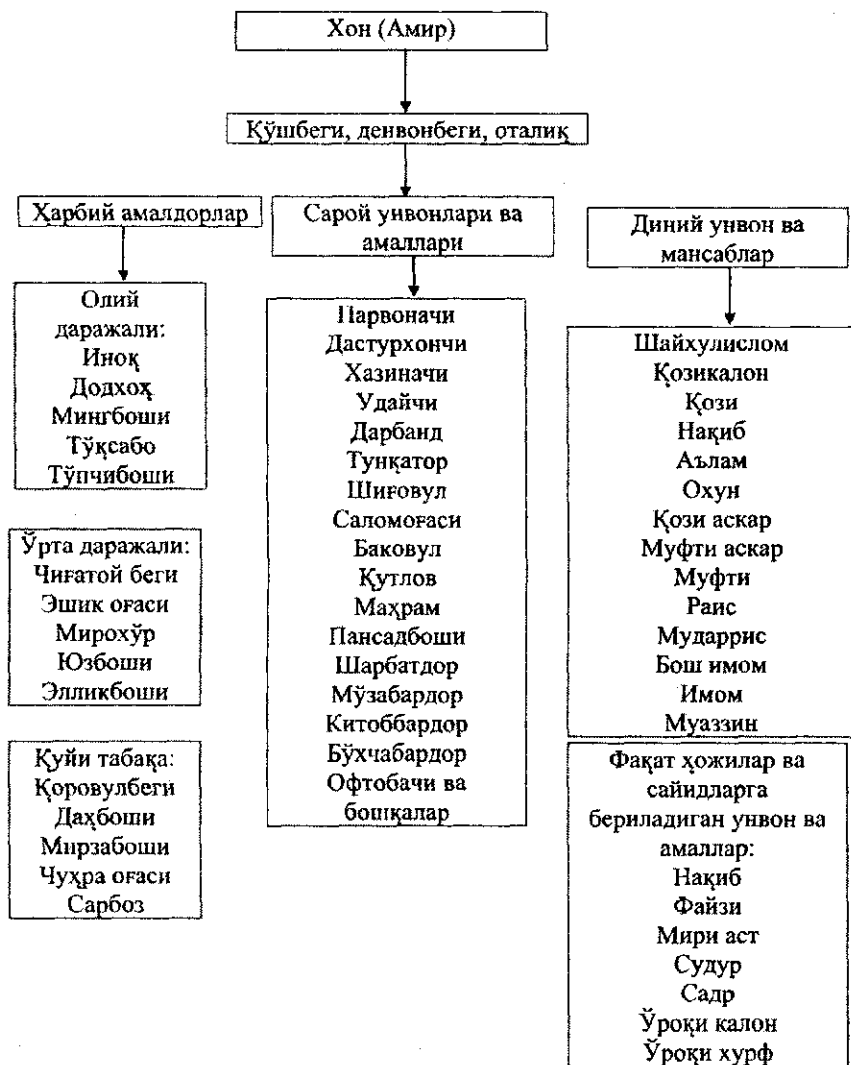 Хон (Амир)
Қўшбеги, денвонбеги, оталиқ
Ҳарбий амалдорлар
Олий
даражали:
Иноқ
Додхоҳ
Мингбоши
Тўқсабо
Тўпчибоши
Ўрта даражали:
Чиғатой беги
Эшик оғаси
Мирохўр
Юзбоши
Элликбоши
Қуйи табақа:
Қоровулбеги
Даҳбоши
Мирзабоши
Чуҳра оғаси
Сарбоз
Сарой унвонлари ва
амаллари
Парвоначи
Дастурхончи
Хазиначи
Удайчи
Дарбанд
Тунқатор
Шиғовул
Саломоғаси
Баковул
Қутлов
Маҳрам
Пансадбоши
Шарбатдор
Мўзабардор
Китоббардор
Бўхчабардор
Офтобачи ва
бошқалар
Диний унвон ва
мансаблар
Шайхулислом
Қозикалон
Қози
Нақиб
Аълам
Охун
Қози аскар
Муфти аскар
Муфти
Раис
Мударрис
Бош имом
Имом
Муаззин
Фақат ҳожилар ва
сайидларга
бериладиган унвон ва
амаллар:
Нақиб
Файзи
Мири аст
Судур
Садр
Ўроқи калон
Ўроқи хурф